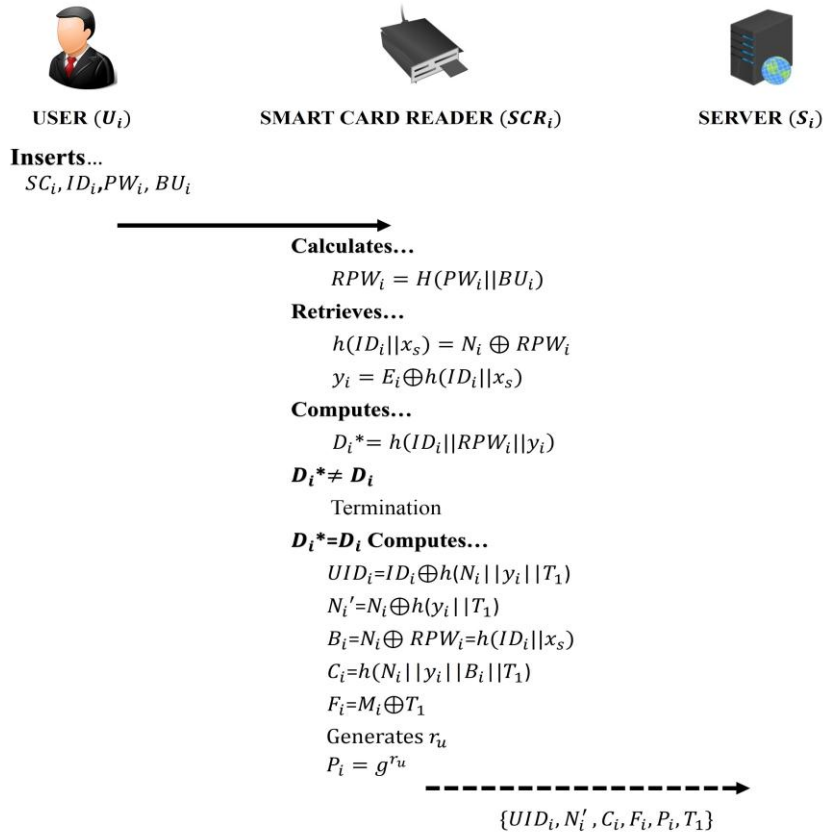 USER (Uᵢ)
SMART CARD READER (SCRᵢ)
SERVER (Sᵢ)
Inserts…
SCᵢ, IDᵢ,PWᵢ, BUᵢ
Calculates…
RPWᵢ = H(PWᵢ||BUᵢ)
Retrieves…
h(IDᵢ||xₛ) = Nᵢ ⊕ RPWᵢ
yᵢ = Eᵢ⊕h(IDᵢ||xₛ)
Computes…
Dᵢ*= h(IDᵢ||RPWᵢ||yᵢ)
Dᵢ*≠ Dᵢ
Termination
Dᵢ*=Dᵢ Computes…
UIDᵢ=IDᵢ⊕h(Nᵢ||yᵢ||T₁)
Nᵢ′=Nᵢ⊕h(yᵢ||T₁)
Bᵢ=Nᵢ⊕ RPWᵢ=h(IDᵢ||xₛ)
Cᵢ=h(Nᵢ||yᵢ||Bᵢ||T₁)
Fᵢ=Mᵢ⊕T₁
Generates rᵤ
Pᵢ = g^{rᵤ}
{UIDᵢ, Nᵢ′, Cᵢ, Fᵢ, Pᵢ, T₁}